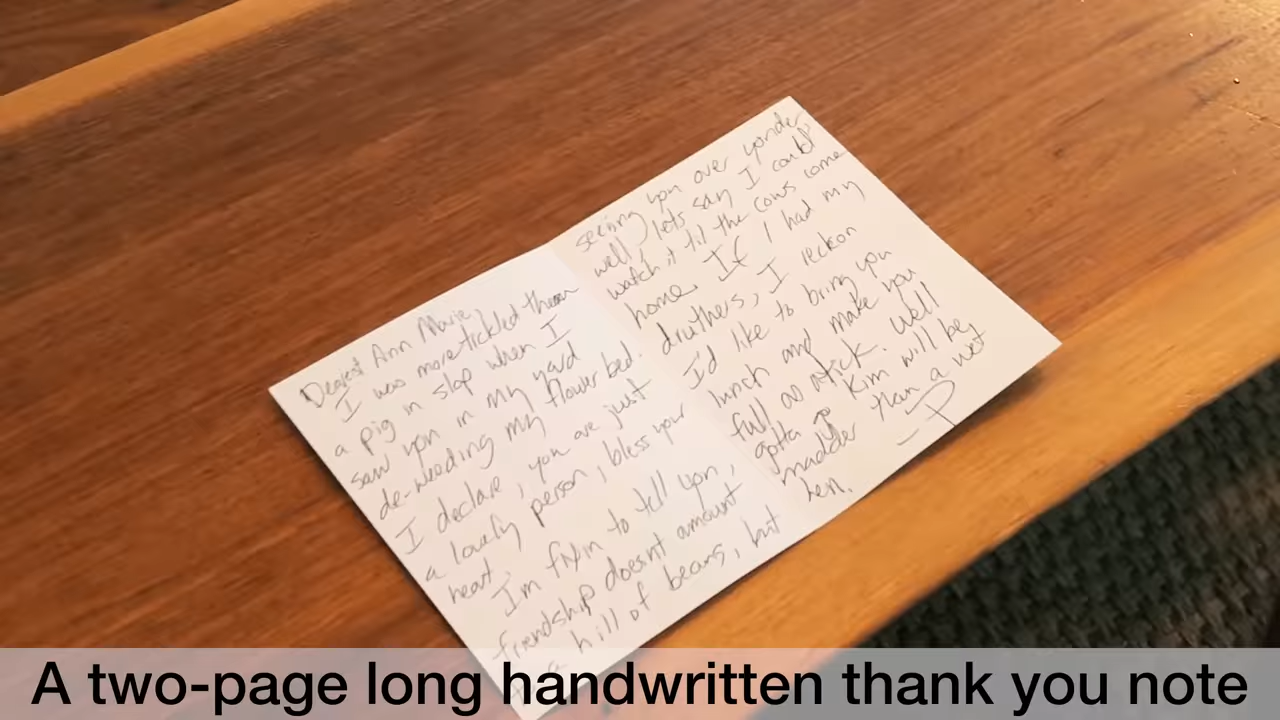 Dearest Ann Marie,
I was more tickled then
a pig in slop when I
saw you in my yard
de-weeding my flower bed.
I declare, you are just
a lovely person, bless your
heart.
Im fixin to tell you,
friendship doesnt amount
to a hill of beans, but
seeing you over yonder
well, lets say I could
watch it til the cows come
home. If I had my
druthers, I reckon
I'd like to bring you
lunch and make you
full as a tick. Well
gotta go Kim will be
madder than a wet
hen.
-P
A two-page long handwritten thank you note